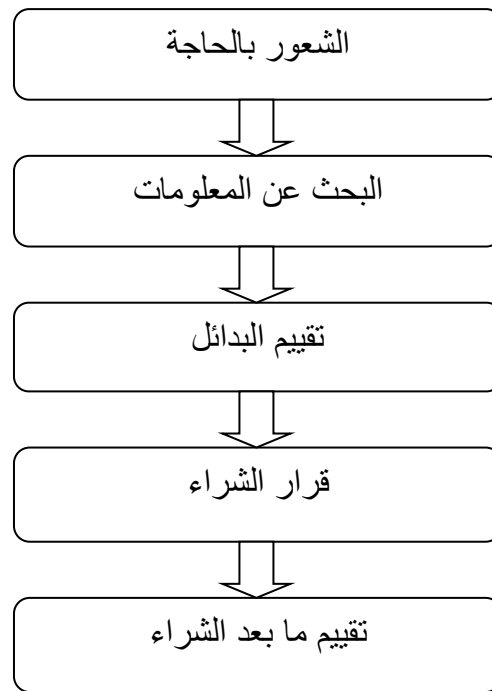 الشعور بالحاجة
البحث عن المعلومات
تقييم البدائل
قرار الشراء
تقييم ما بعد الشراء